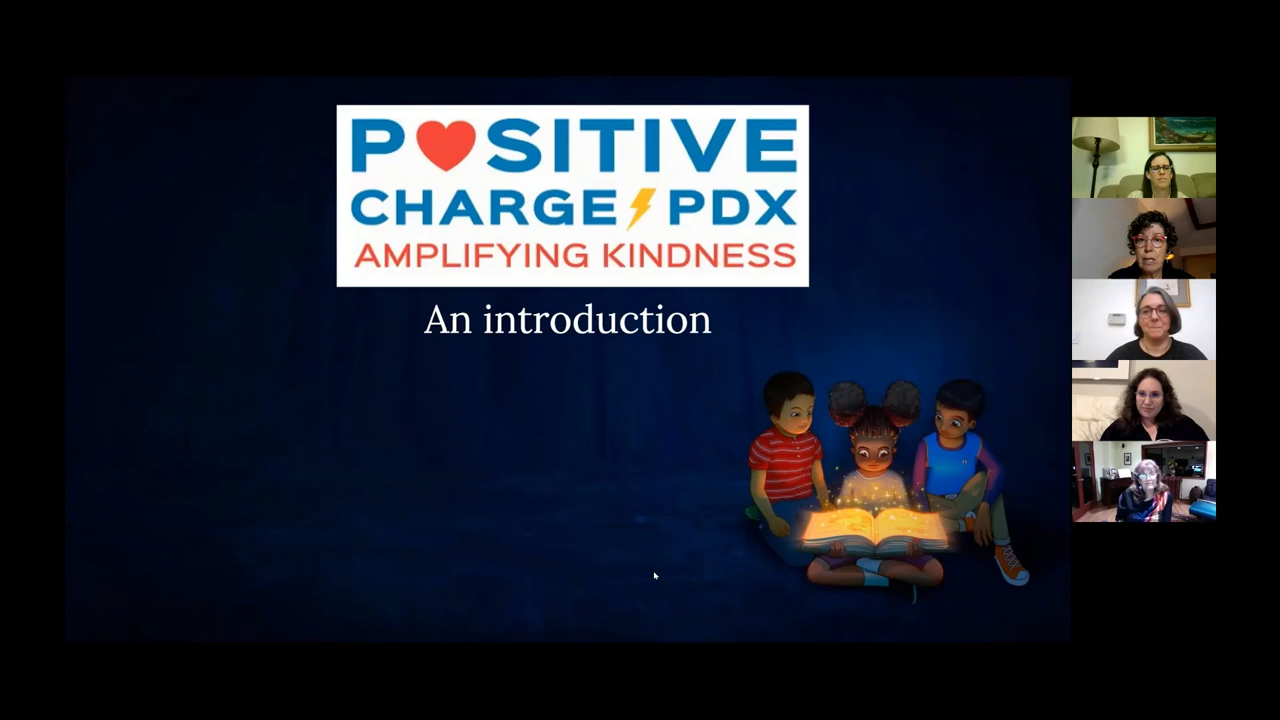 POSITIVE
CHARGE PDX
AMPLIFYING KINDNESS
An introduction